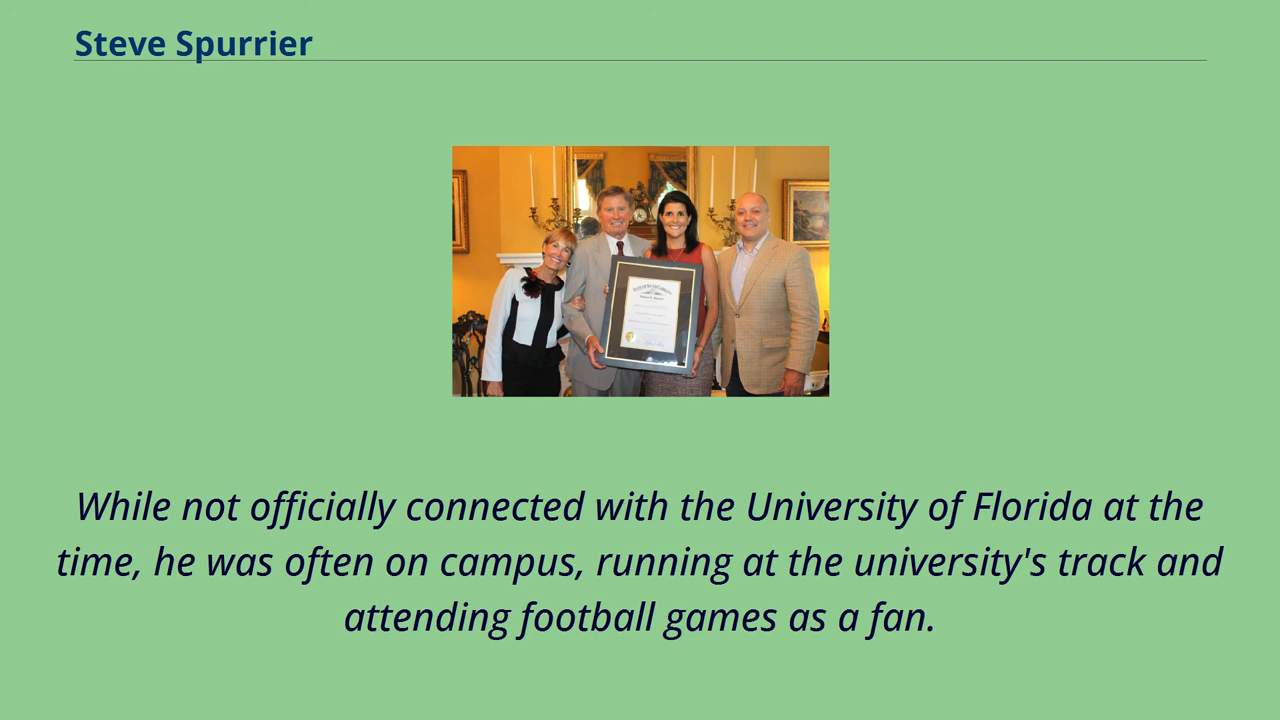 Steve Spurrier
While not officially connected with the University of Florida at the
time, he was often on campus, running at the university's track and
attending football games as a fan.